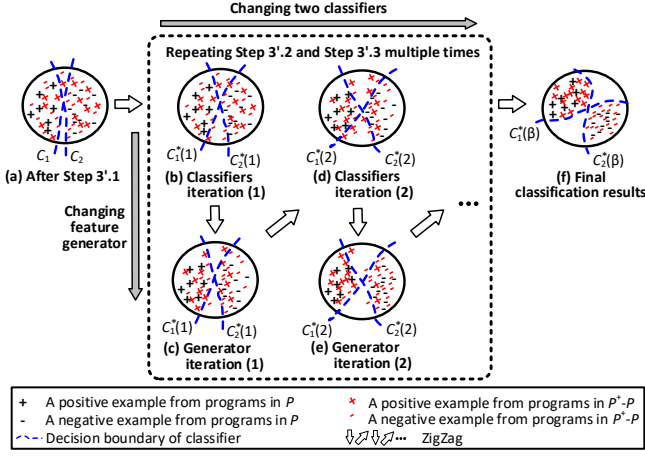 Changing two classifiers
Repeating Step 3'.2 and Step 3'.3 multiple times
C₁ C₂
C₁*(1) C₂*(1)
C₁*(2) C₂*(2)
C₁*(β)
C₂*(β)
(a) After Step 3'.1
(b) Classifiers
iteration (1)
(d) Classifiers
iteration (2)
(f) Final
classification results
Changing
feature
generator
•••
C₁*(1) C₂*(1)
C₁*(2) C₂*(2)
(c) Generator
iteration (1)
(e) Generator
iteration (2)
+ A positive example from programs in P
- A negative example from programs in P
Decision boundary of classifier
+ A positive example from programs in P⁺-P
- A negative example from programs in P⁺-P
••• ZigZag